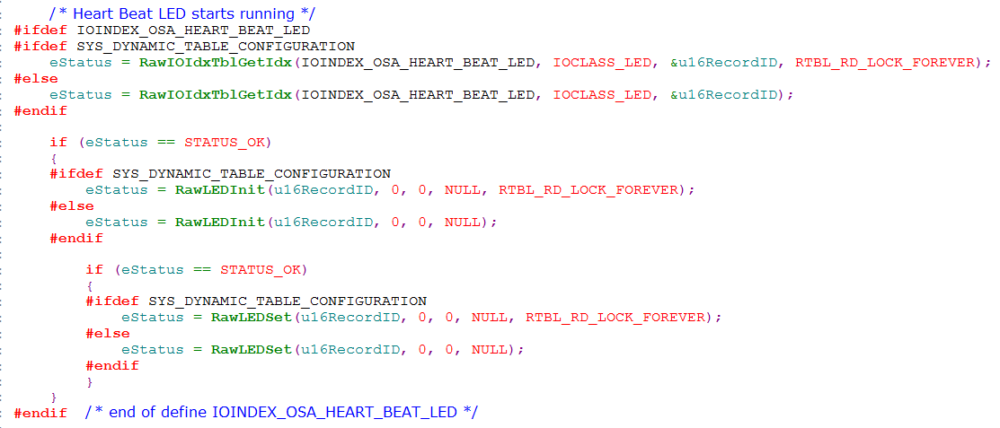 /* Heart Beat LED starts running */
#ifdef IOINDEX_OSA_HEART_BEAT_LED
#ifdef SYS_DYNAMIC_TABLE_CONFIGURATION
    eStatus = RawIOIdxTblGetIdx(IOINDEX_OSA_HEART_BEAT_LED, IOCLASS_LED, &u16RecordID, RTBL_RD_LOCK_FOREVER);
#else
    eStatus = RawIOIdxTblGetIdx(IOINDEX_OSA_HEART_BEAT_LED, IOCLASS_LED, &u16RecordID);
#endif
    if (eStatus == STATUS_OK)
    {
    #ifdef SYS_DYNAMIC_TABLE_CONFIGURATION
        eStatus = RawLEDInit(u16RecordID, 0, 0, NULL, RTBL_RD_LOCK_FOREVER);
    #else
        eStatus = RawLEDInit(u16RecordID, 0, 0, NULL);
    #endif
        if (eStatus == STATUS_OK)
        {
        #ifdef SYS_DYNAMIC_TABLE_CONFIGURATION
            eStatus = RawLEDSet(u16RecordID, 0, 0, NULL, RTBL_RD_LOCK_FOREVER);
        #else
            eStatus = RawLEDSet(u16RecordID, 0, 0, NULL);
        #endif
        }
    }
#endif  /* end of define IOINDEX_OSA_HEART_BEAT_LED */